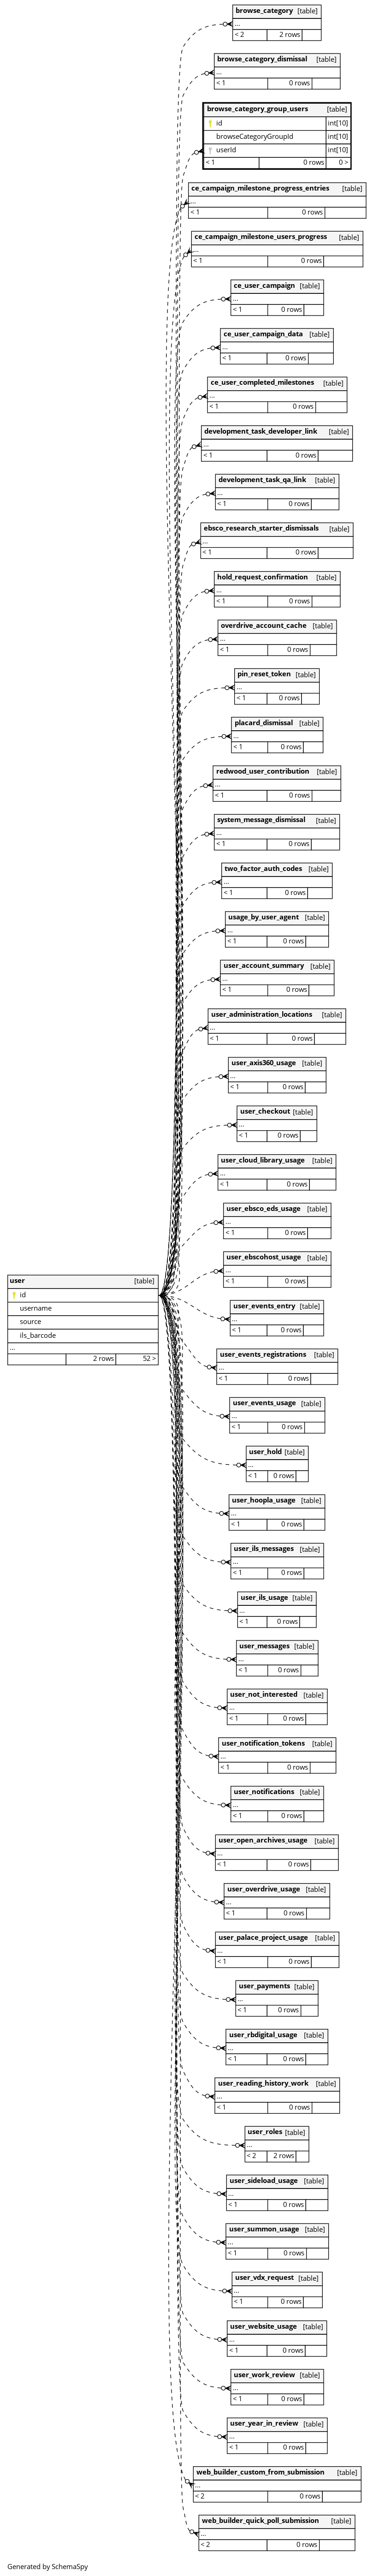 browse_category [table]
...
< 2 2 rows
browse_category_dismissal [table]
...
< 1 0 rows
browse_category_group_users [table]
id int[10]
browseCategoryGroupId int[10]
userId int[10]
< 1 0 rows 0 >
ce_campaign_milestone_progress_entries [table]
...
< 1 0 rows
ce_campaign_milestone_users_progress [table]
...
< 1 0 rows
ce_user_campaign [table]
...
< 1 0 rows
ce_user_campaign_data [table]
...
< 1 0 rows
ce_user_completed_milestones [table]
...
< 1 0 rows
development_task_developer_link [table]
...
< 1 0 rows
development_task_qa_link [table]
...
< 1 0 rows
ebsco_research_starter_dismissals [table]
...
< 1 0 rows
hold_request_confirmation [table]
...
< 1 0 rows
overdrive_account_cache [table]
...
< 1 0 rows
pin_reset_token [table]
...
< 1 0 rows
placard_dismissal [table]
...
< 1 0 rows
redwood_user_contribution [table]
...
< 1 0 rows
system_message_dismissal [table]
...
< 1 0 rows
two_factor_auth_codes [table]
...
< 1 0 rows
usage_by_user_agent [table]
...
< 1 0 rows
user_account_summary [table]
...
< 1 0 rows
user_administration_locations [table]
...
< 1 0 rows
user_axis360_usage [table]
...
< 1 0 rows
user_checkout [table]
...
< 1 0 rows
user_cloud_library_usage [table]
...
< 1 0 rows
user_ebsco_eds_usage [table]
...
< 1 0 rows
user_ebscohost_usage [table]
...
< 1 0 rows
user [table]
id
username
source
ils_barcode
...
2 rows 52 >
user_events_entry [table]
...
< 1 0 rows
user_events_registrations [table]
...
< 1 0 rows
user_events_usage [table]
...
< 1 0 rows
user_hold [table]
...
< 1 0 rows
user_hoopla_usage [table]
...
< 1 0 rows
user_ils_messages [table]
...
< 1 0 rows
user_ils_usage [table]
...
< 1 0 rows
user_messages [table]
...
< 1 0 rows
user_not_interested [table]
...
< 1 0 rows
user_notification_tokens [table]
...
< 1 0 rows
user_notifications [table]
...
< 1 0 rows
user_open_archives_usage [table]
...
< 1 0 rows
user_overdrive_usage [table]
...
< 1 0 rows
user_palace_project_usage [table]
...
< 1 0 rows
user_payments [table]
...
< 1 0 rows
user_rbdigital_usage [table]
...
< 1 0 rows
user_reading_history_work [table]
...
< 1 0 rows
user_roles [table]
...
< 2 2 rows
user_sideload_usage [table]
...
< 1 0 rows
user_summon_usage [table]
...
< 1 0 rows
user_vdx_request [table]
...
< 1 0 rows
user_website_usage [table]
...
< 1 0 rows
user_work_review [table]
...
< 1 0 rows
user_year_in_review [table]
...
< 1 0 rows
web_builder_custom_from_submission [table]
...
< 2 0 rows
web_builder_quick_poll_submission [table]
...
< 2 0 rows
Generated by SchemaSpy